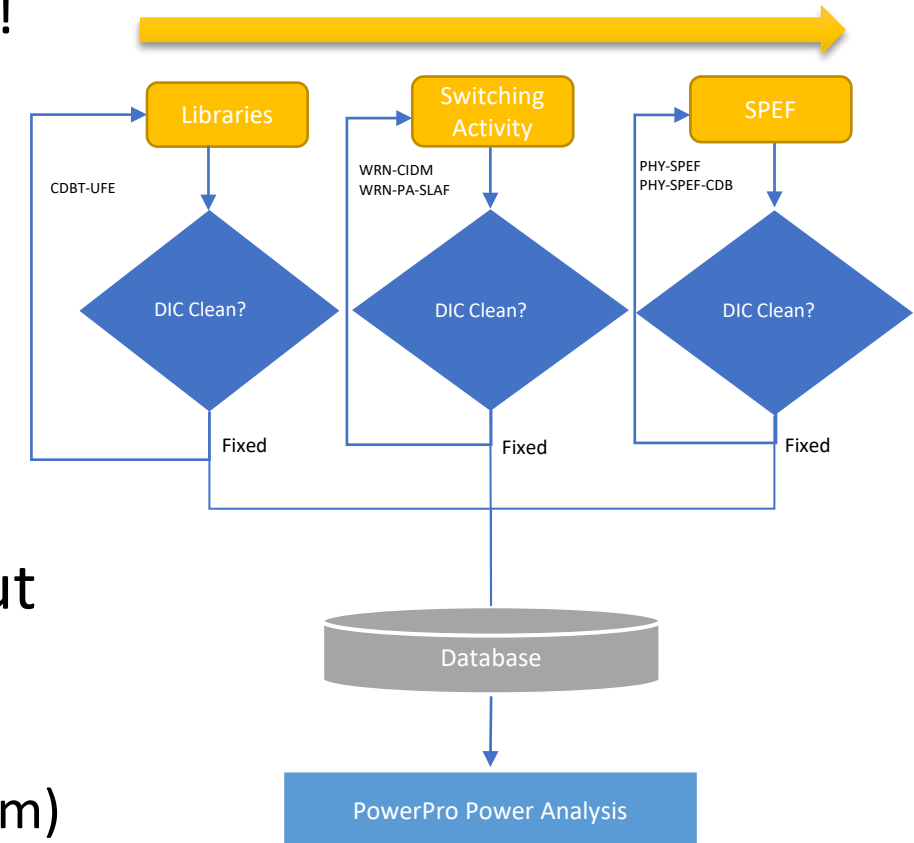 !
Libraries
Switching
Activity
SPEF
CDBT-UFE
WRN-CIDM
WRN-PA-SLAF
PHY-SPEF
PHY-SPEF-CDB
DIC Clean?
DIC Clean?
DIC Clean?
Fixed
Fixed
Fixed
ut
Database
m)
PowerPro Power Analysis